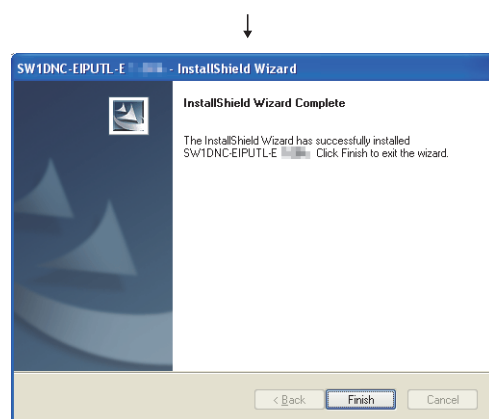 SW1DNC-EIPUTL-E - InstallShield Wizard
InstallShield Wizard Complete
The InstallShield Wizard has successfully installed
SW1DNC-EIPUTL-E Click Finish to exit the wizard.
< Back Finish Cancel